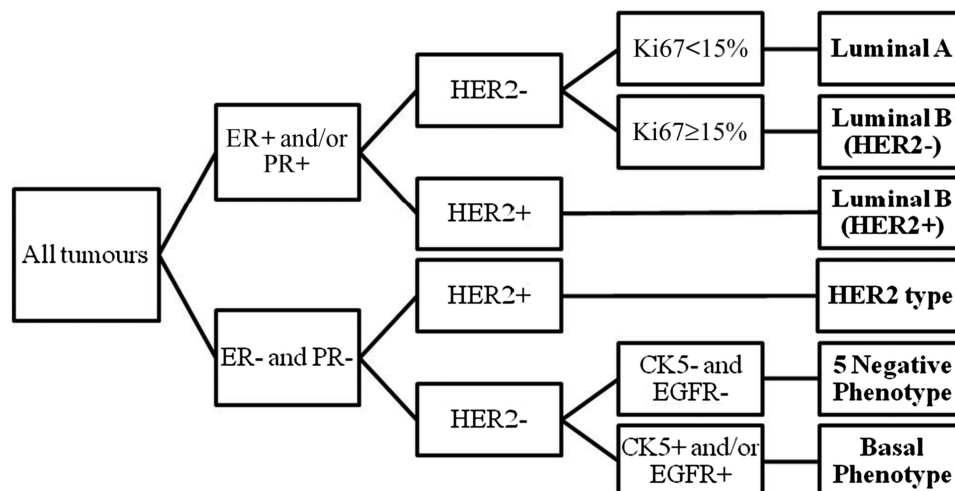 All tumours
ER+ and/or
PR+
ER- and PR-
HER2-
HER2+
HER2+
HER2-
Ki67<15%
Ki67≥15%
CK5- and
EGFR-
CK5+ and/or
EGFR+
Luminal A
Luminal B
(HER2-)
Luminal B
(HER2+)
HER2 type
5 Negative
Phenotype
Basal
Phenotype